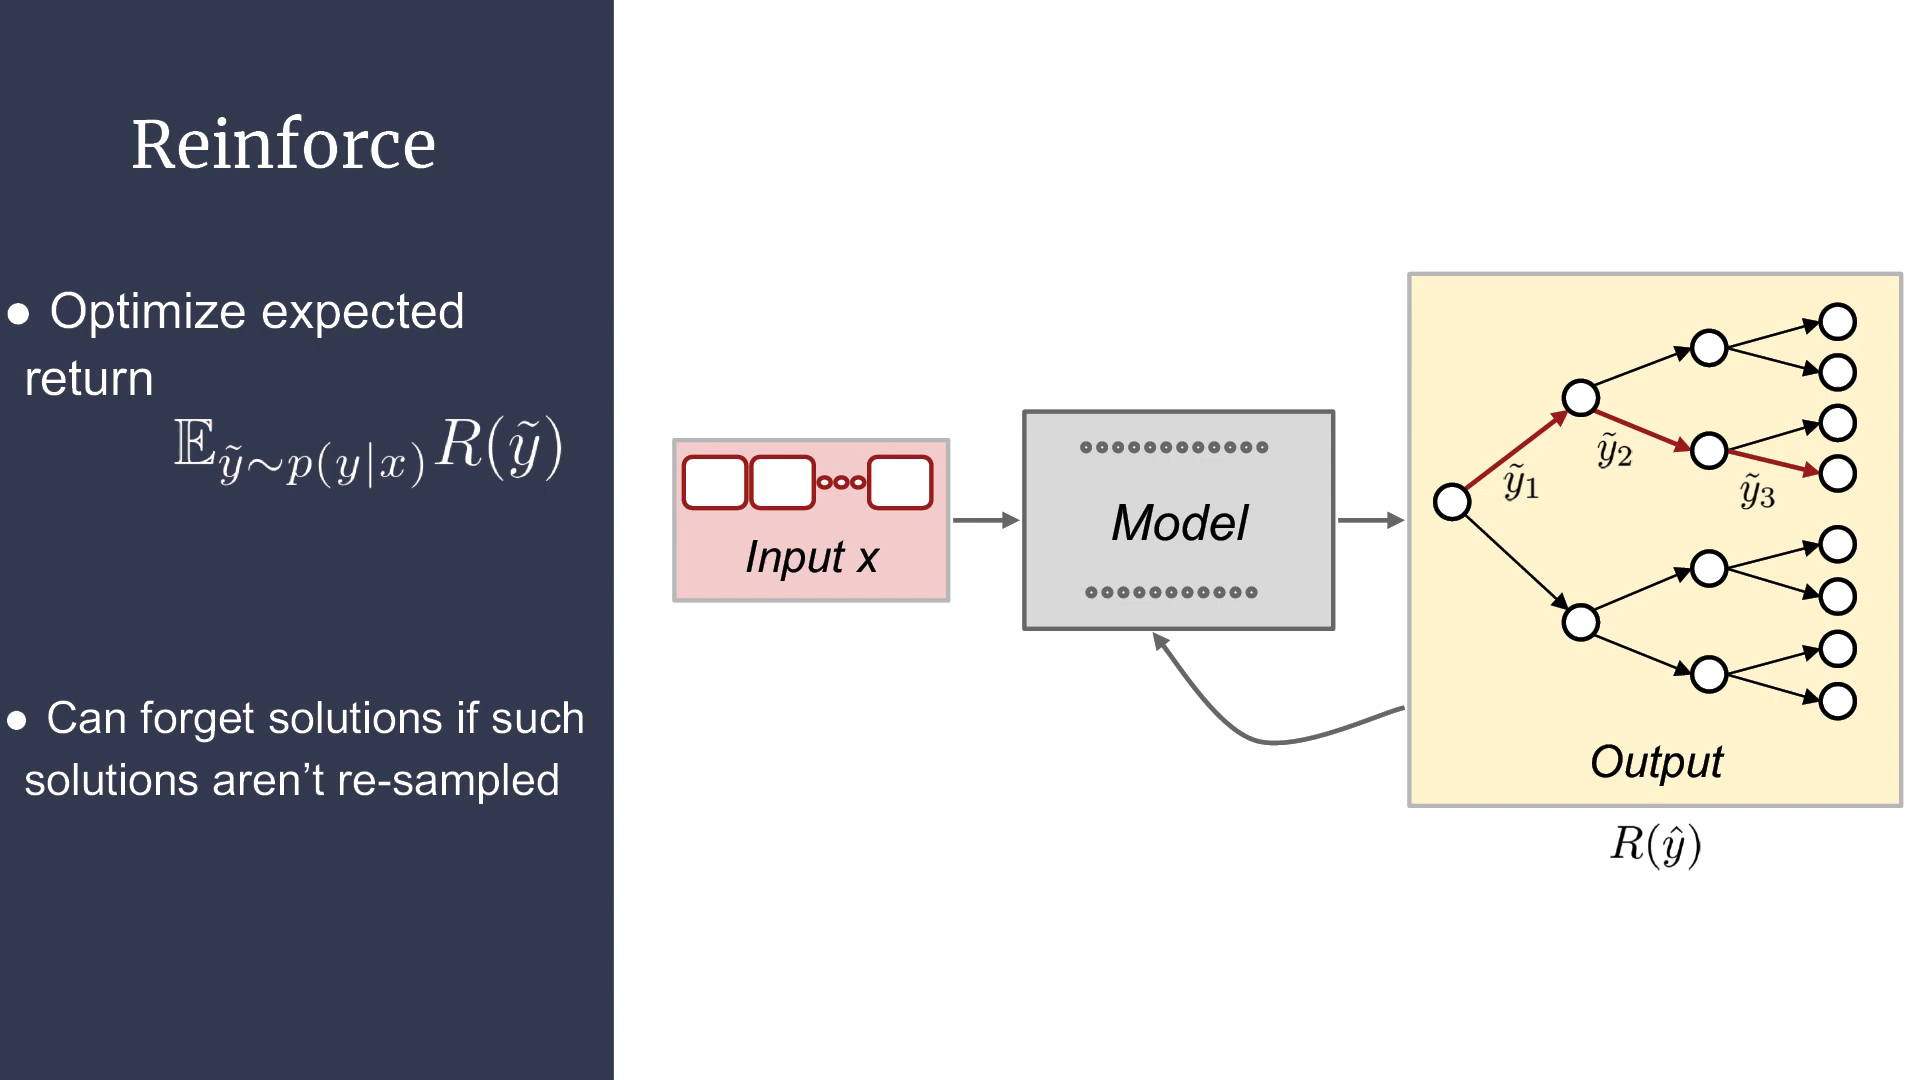 Reinforce
● Optimize expected
return
𝔼_{ỹ∼p(y|x)} R(ỹ)
● Can forget solutions if such
solutions aren’t re-sampled
Input x
Model
ỹ₁
ỹ₂
ỹ₃
Output
R(ŷ)